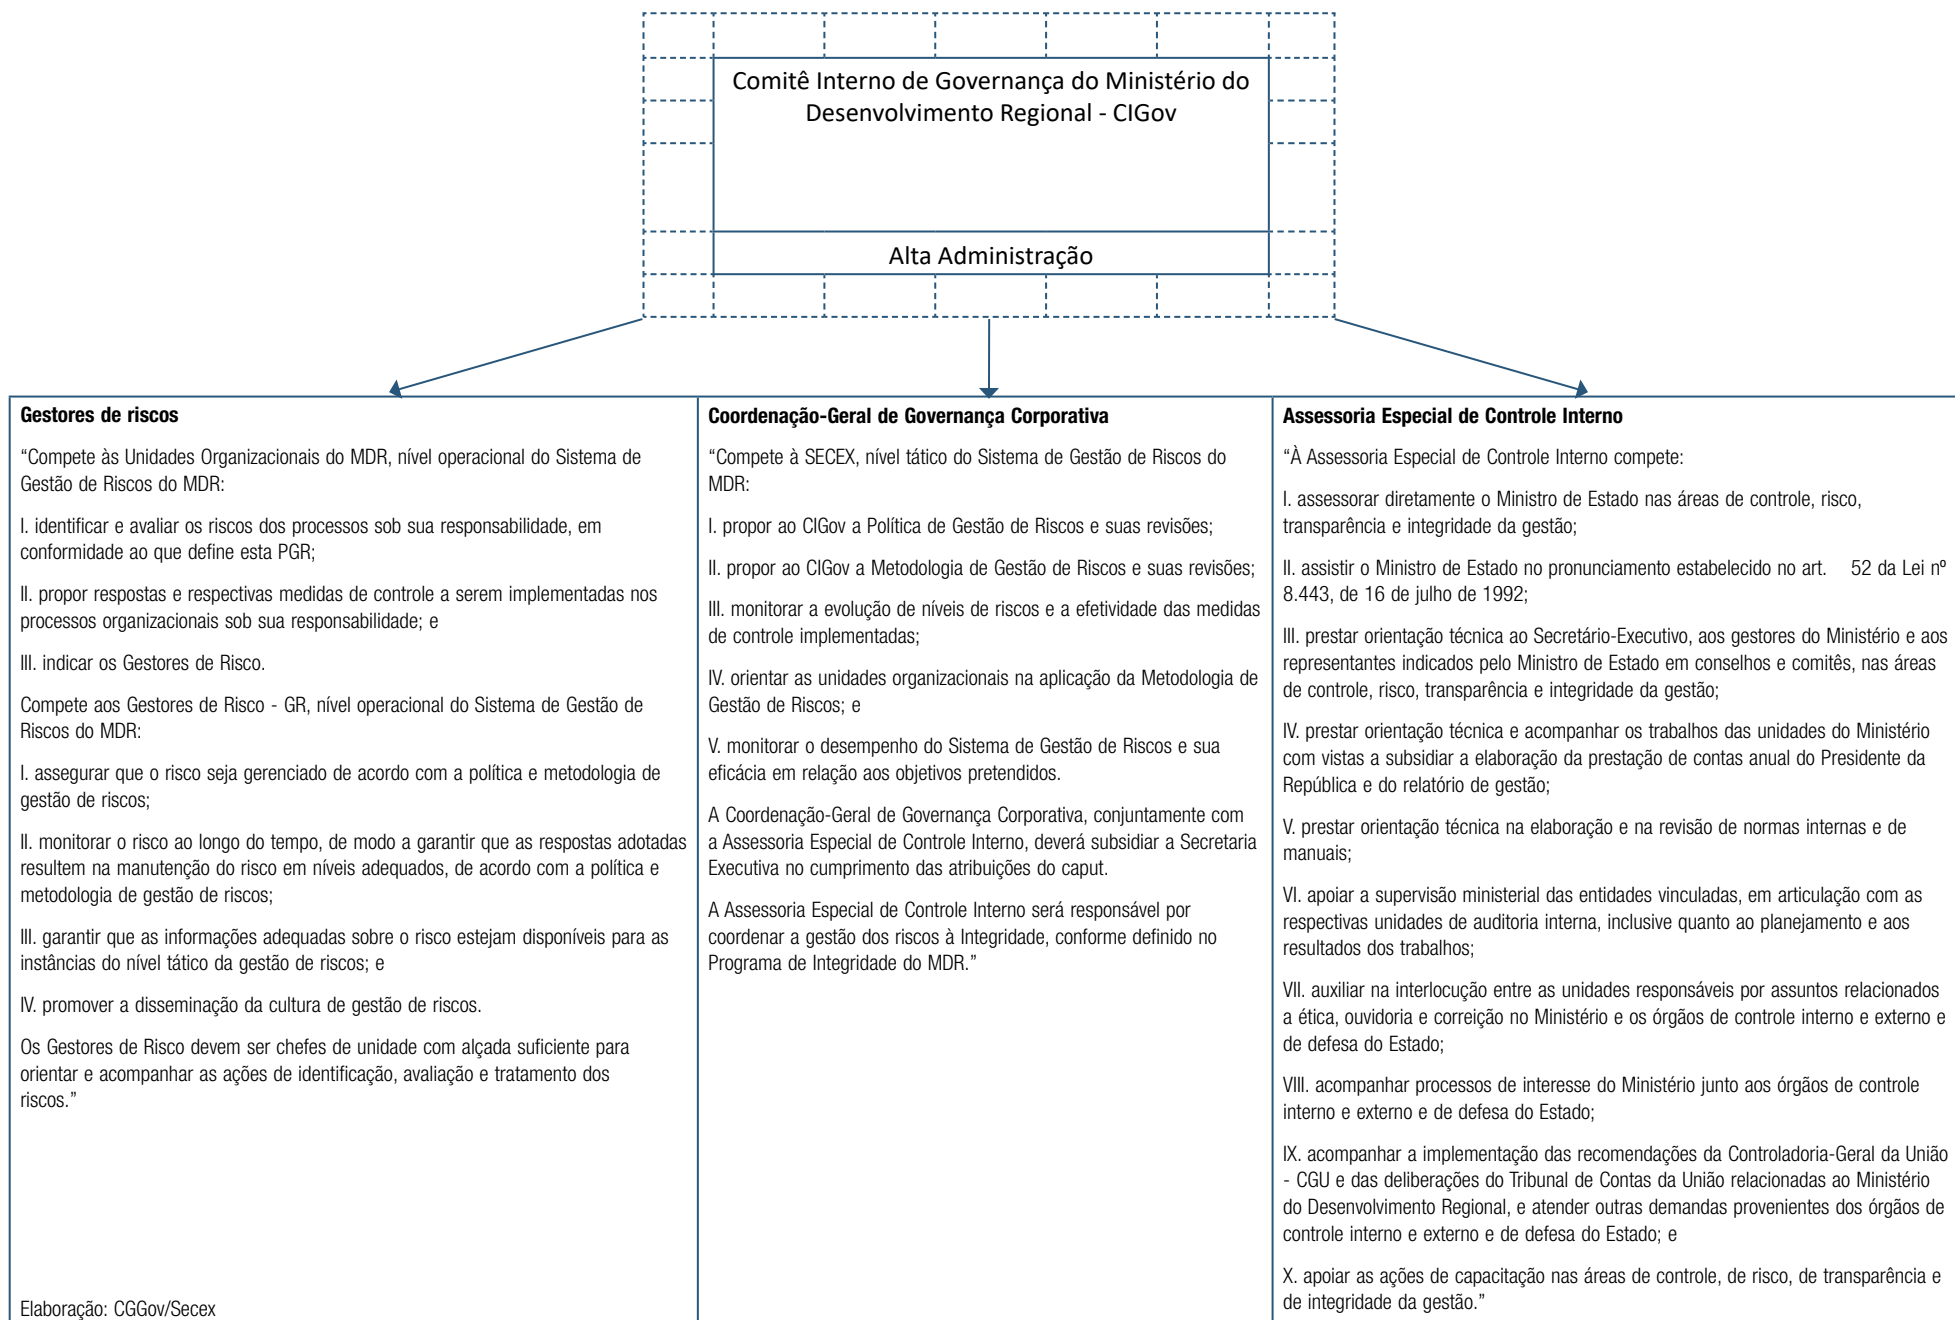 Comitê Interno de Governança do Ministério do
Desenvolvimento Regional - CIGov
Alta Administração
Gestores de riscos
“Compete às Unidades Organizacionais do MDR, nível operacional do Sistema de
Gestão de Riscos do MDR:
I. identificar e avaliar os riscos dos processos sob sua responsabilidade, em
conformidade ao que define esta PGR;
II. propor respostas e respectivas medidas de controle a serem implementadas nos
processos organizacionais sob sua responsabilidade; e
III. indicar os Gestores de Risco.
Compete aos Gestores de Risco - GR, nível operacional do Sistema de Gestão de
Riscos do MDR:
I. assegurar que o risco seja gerenciado de acordo com a política e metodologia de
gestão de riscos;
II. monitorar o risco ao longo do tempo, de modo a garantir que as respostas adotadas
resultem na manutenção do risco em níveis adequados, de acordo com a política e
metodologia de gestão de riscos;
III. garantir que as informações adequadas sobre o risco estejam disponíveis para as
instâncias do nível tático da gestão de riscos; e
IV. promover a disseminação da cultura de gestão de riscos.
Os Gestores de Risco devem ser chefes de unidade com alçada suficiente para
orientar e acompanhar as ações de identificação, avaliação e tratamento dos
riscos.”
Elaboração: CGGov/Secex
Coordenação-Geral de Governança Corporativa
“Compete à SECEX, nível tático do Sistema de Gestão de Riscos do
MDR:
I. propor ao CIGov a Política de Gestão de Riscos e suas revisões;
II. propor ao CIGov a Metodologia de Gestão de Riscos e suas revisões;
III. monitorar a evolução de níveis de riscos e a efetividade das medidas
de controle implementadas;
IV. orientar as unidades organizacionais na aplicação da Metodologia de
Gestão de Riscos; e
V. monitorar o desempenho do Sistema de Gestão de Riscos e sua
eficácia em relação aos objetivos pretendidos.
A Coordenação-Geral de Governança Corporativa, conjuntamente com
a Assessoria Especial de Controle Interno, deverá subsidiar a Secretaria
Executiva no cumprimento das atribuições do caput.
A Assessoria Especial de Controle Interno será responsável por
coordenar a gestão dos riscos à Integridade, conforme definido no
Programa de Integridade do MDR.”
Assessoria Especial de Controle Interno
“À Assessoria Especial de Controle Interno compete:
I. assessorar diretamente o Ministro de Estado nas áreas de controle, risco,
transparência e integridade da gestão;
II. assistir o Ministro de Estado no pronunciamento estabelecido no art. 52 da Lei nº
8.443, de 16 de julho de 1992;
III. prestar orientação técnica ao Secretário-Executivo, aos gestores do Ministério e aos
representantes indicados pelo Ministro de Estado em conselhos e comitês, nas áreas
de controle, risco, transparência e integridade da gestão;
IV. prestar orientação técnica e acompanhar os trabalhos das unidades do Ministério
com vistas a subsidiar a elaboração da prestação de contas anual do Presidente da
República e do relatório de gestão;
V. prestar orientação técnica na elaboração e na revisão de normas internas e de
manuais;
VI. apoiar a supervisão ministerial das entidades vinculadas, em articulação com as
respectivas unidades de auditoria interna, inclusive quanto ao planejamento e aos
resultados dos trabalhos;
VII. auxiliar na interlocução entre as unidades responsáveis por assuntos relacionados
a ética, ouvidoria e correição no Ministério e os órgãos de controle interno e externo e
de defesa do Estado;
VIII. acompanhar processos de interesse do Ministério junto aos órgãos de controle
interno e externo e de defesa do Estado;
IX. acompanhar a implementação das recomendações da Controladoria-Geral da União
- CGU e das deliberações do Tribunal de Contas da União relacionadas ao Ministério
do Desenvolvimento Regional, e atender outras demandas provenientes dos órgãos de
controle interno e externo e de defesa do Estado; e
X. apoiar as ações de capacitação nas áreas de controle, de risco, de transparência e
de integridade da gestão.”